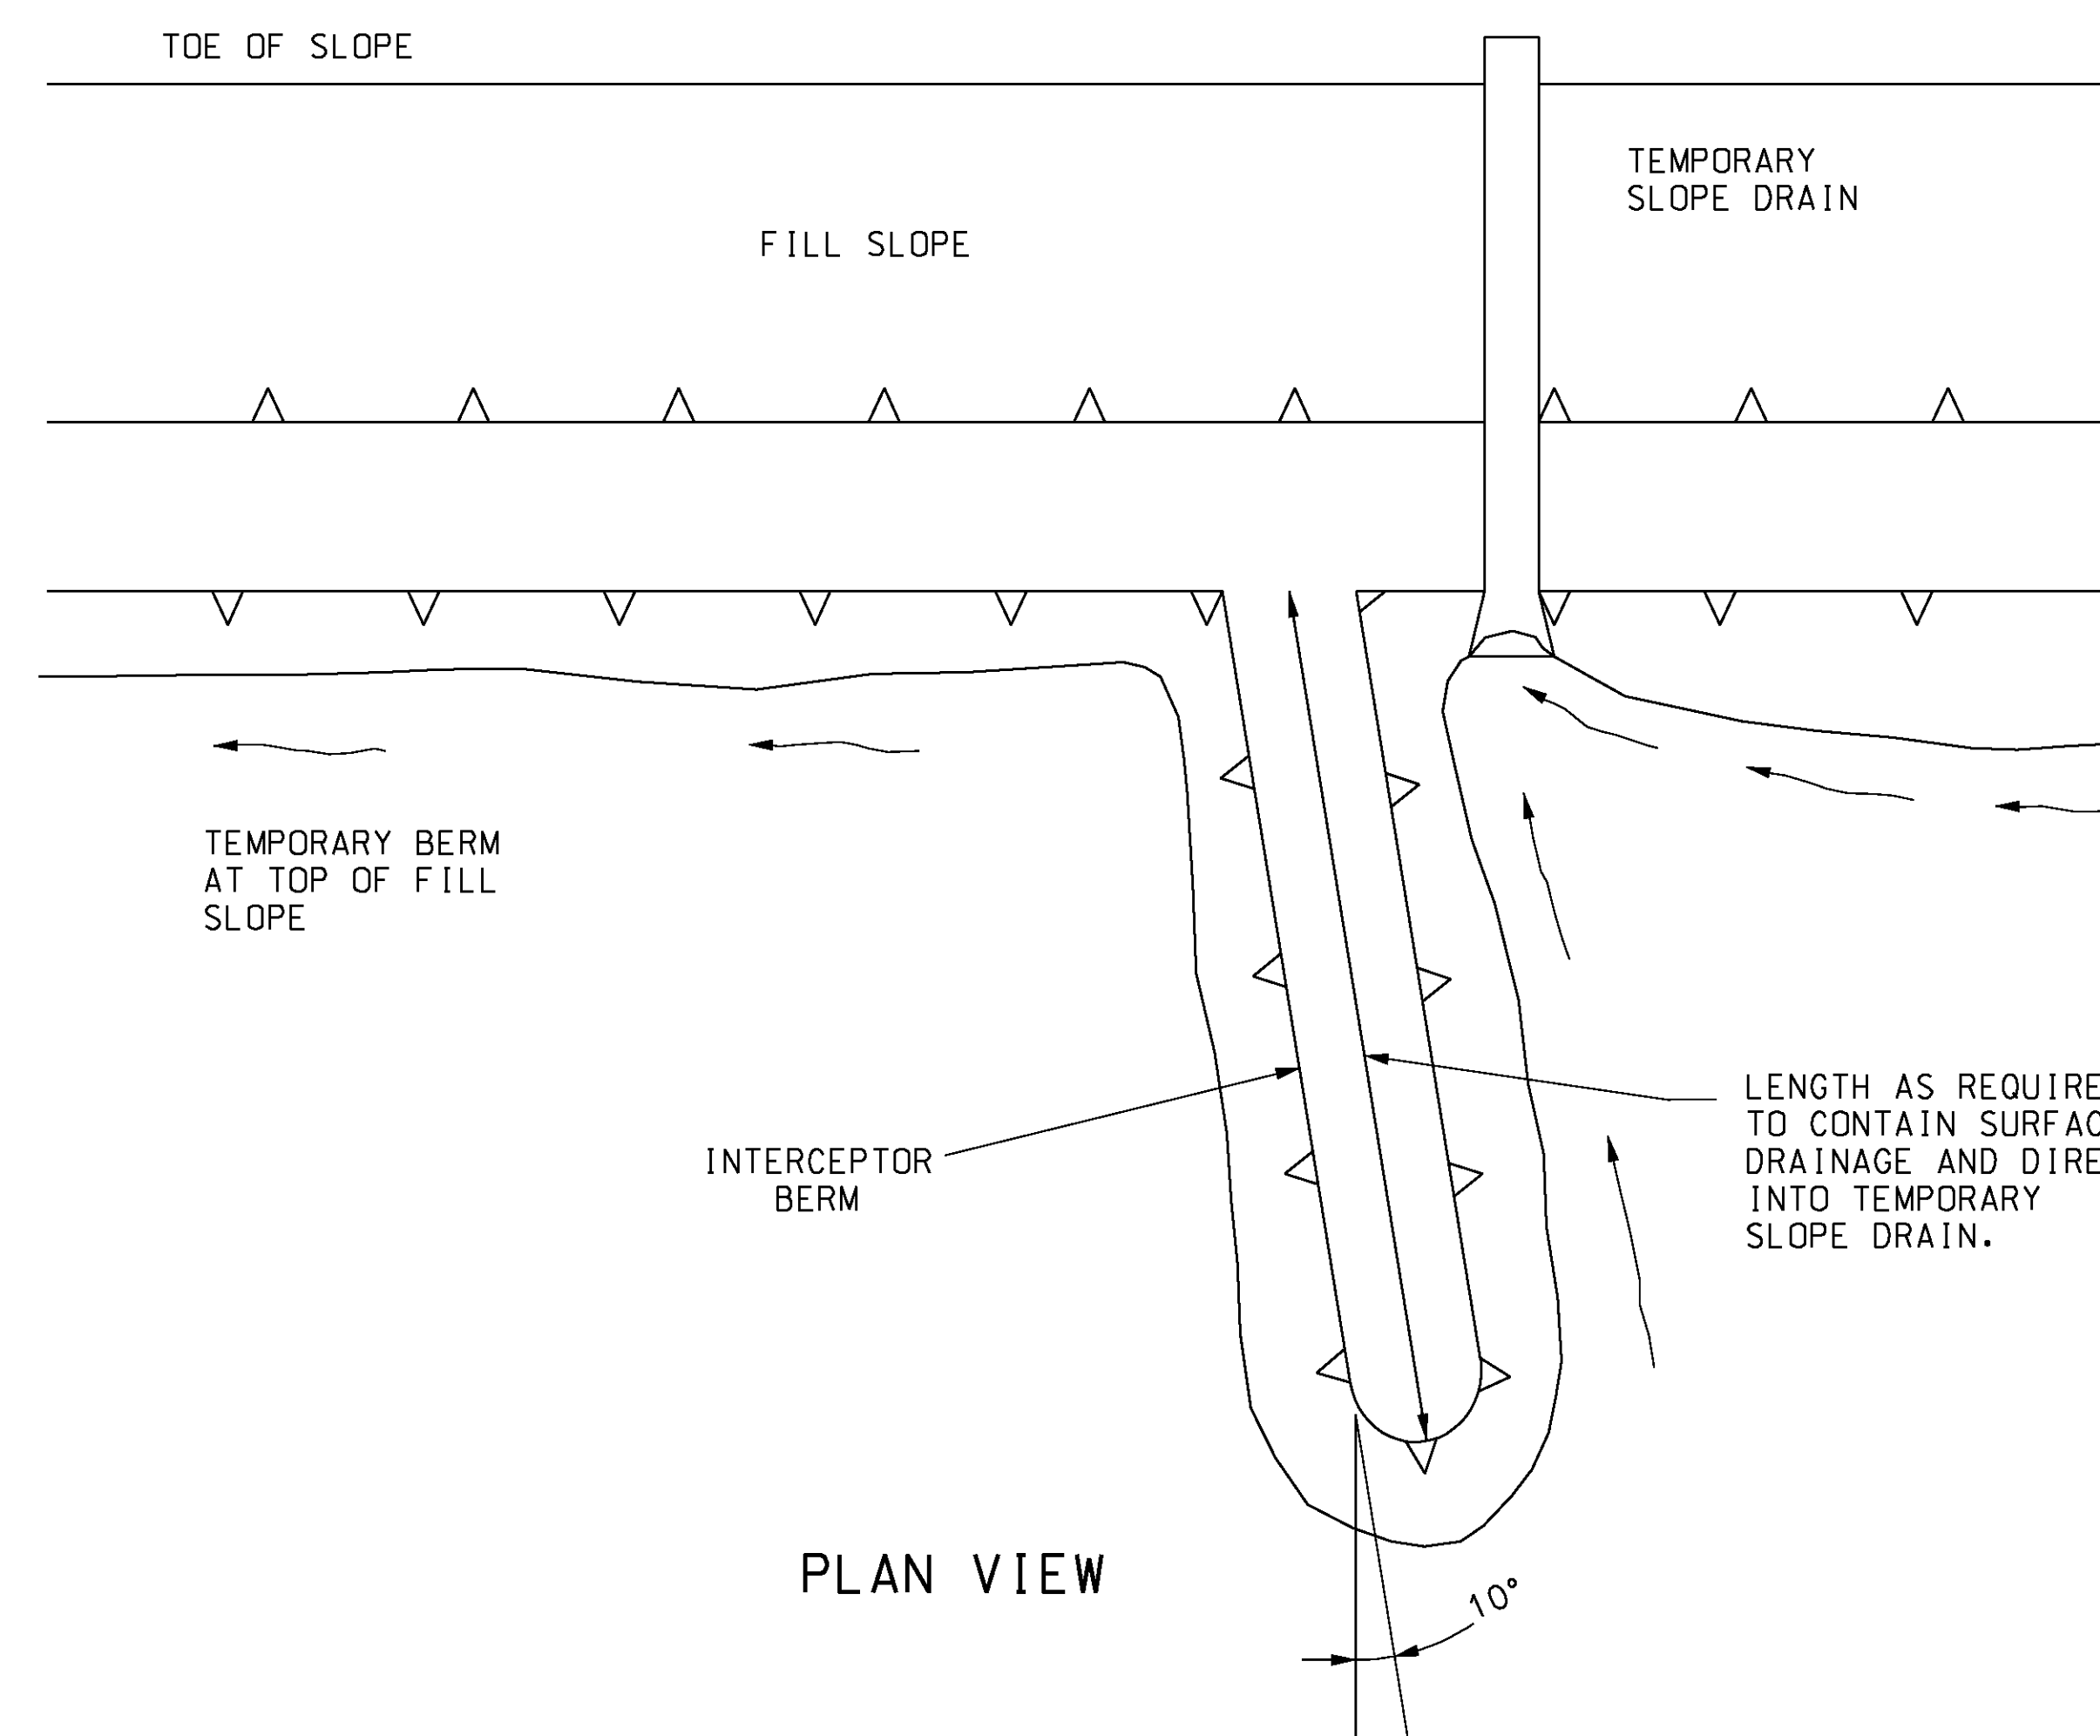 TOE OF SLOPE
TEMPORARY
SLOPE DRAIN
FILL SLOPE
TEMPORARY BERM
AT TOP OF FILL
SLOPE
INTERCEPTOR
BERM
LENGTH AS REQUIRE
TO CONTAIN SURFAC
DRAINAGE AND DIRE
INTO TEMPORARY
SLOPE DRAIN.
PLAN VIEW
10°